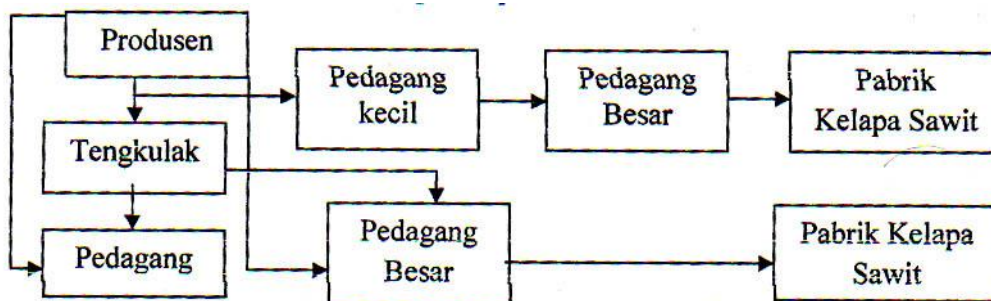 Produsen
Pedagang
kecil
Pedagang
Besar
Pabrik
Kelapa Sawit
Tengkulak
Pedagang
Pedagang
Besar
Pabrik Kelapa
Sawit